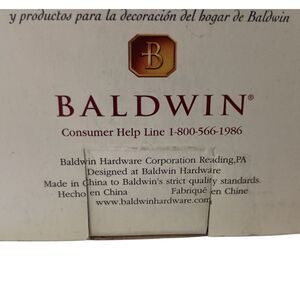 y productos para la decoración del hogar de Baldwin
B
BALDWIN®
Consumer Help Line 1-800-566-1986
Baldwin Hardware Corporation Reading,PA
Designed at Baldwin Hardware
Made in China to Baldwin's strict quality standards.
Hecho en China Fabriqué en Chine
www.baldwinhardware.com